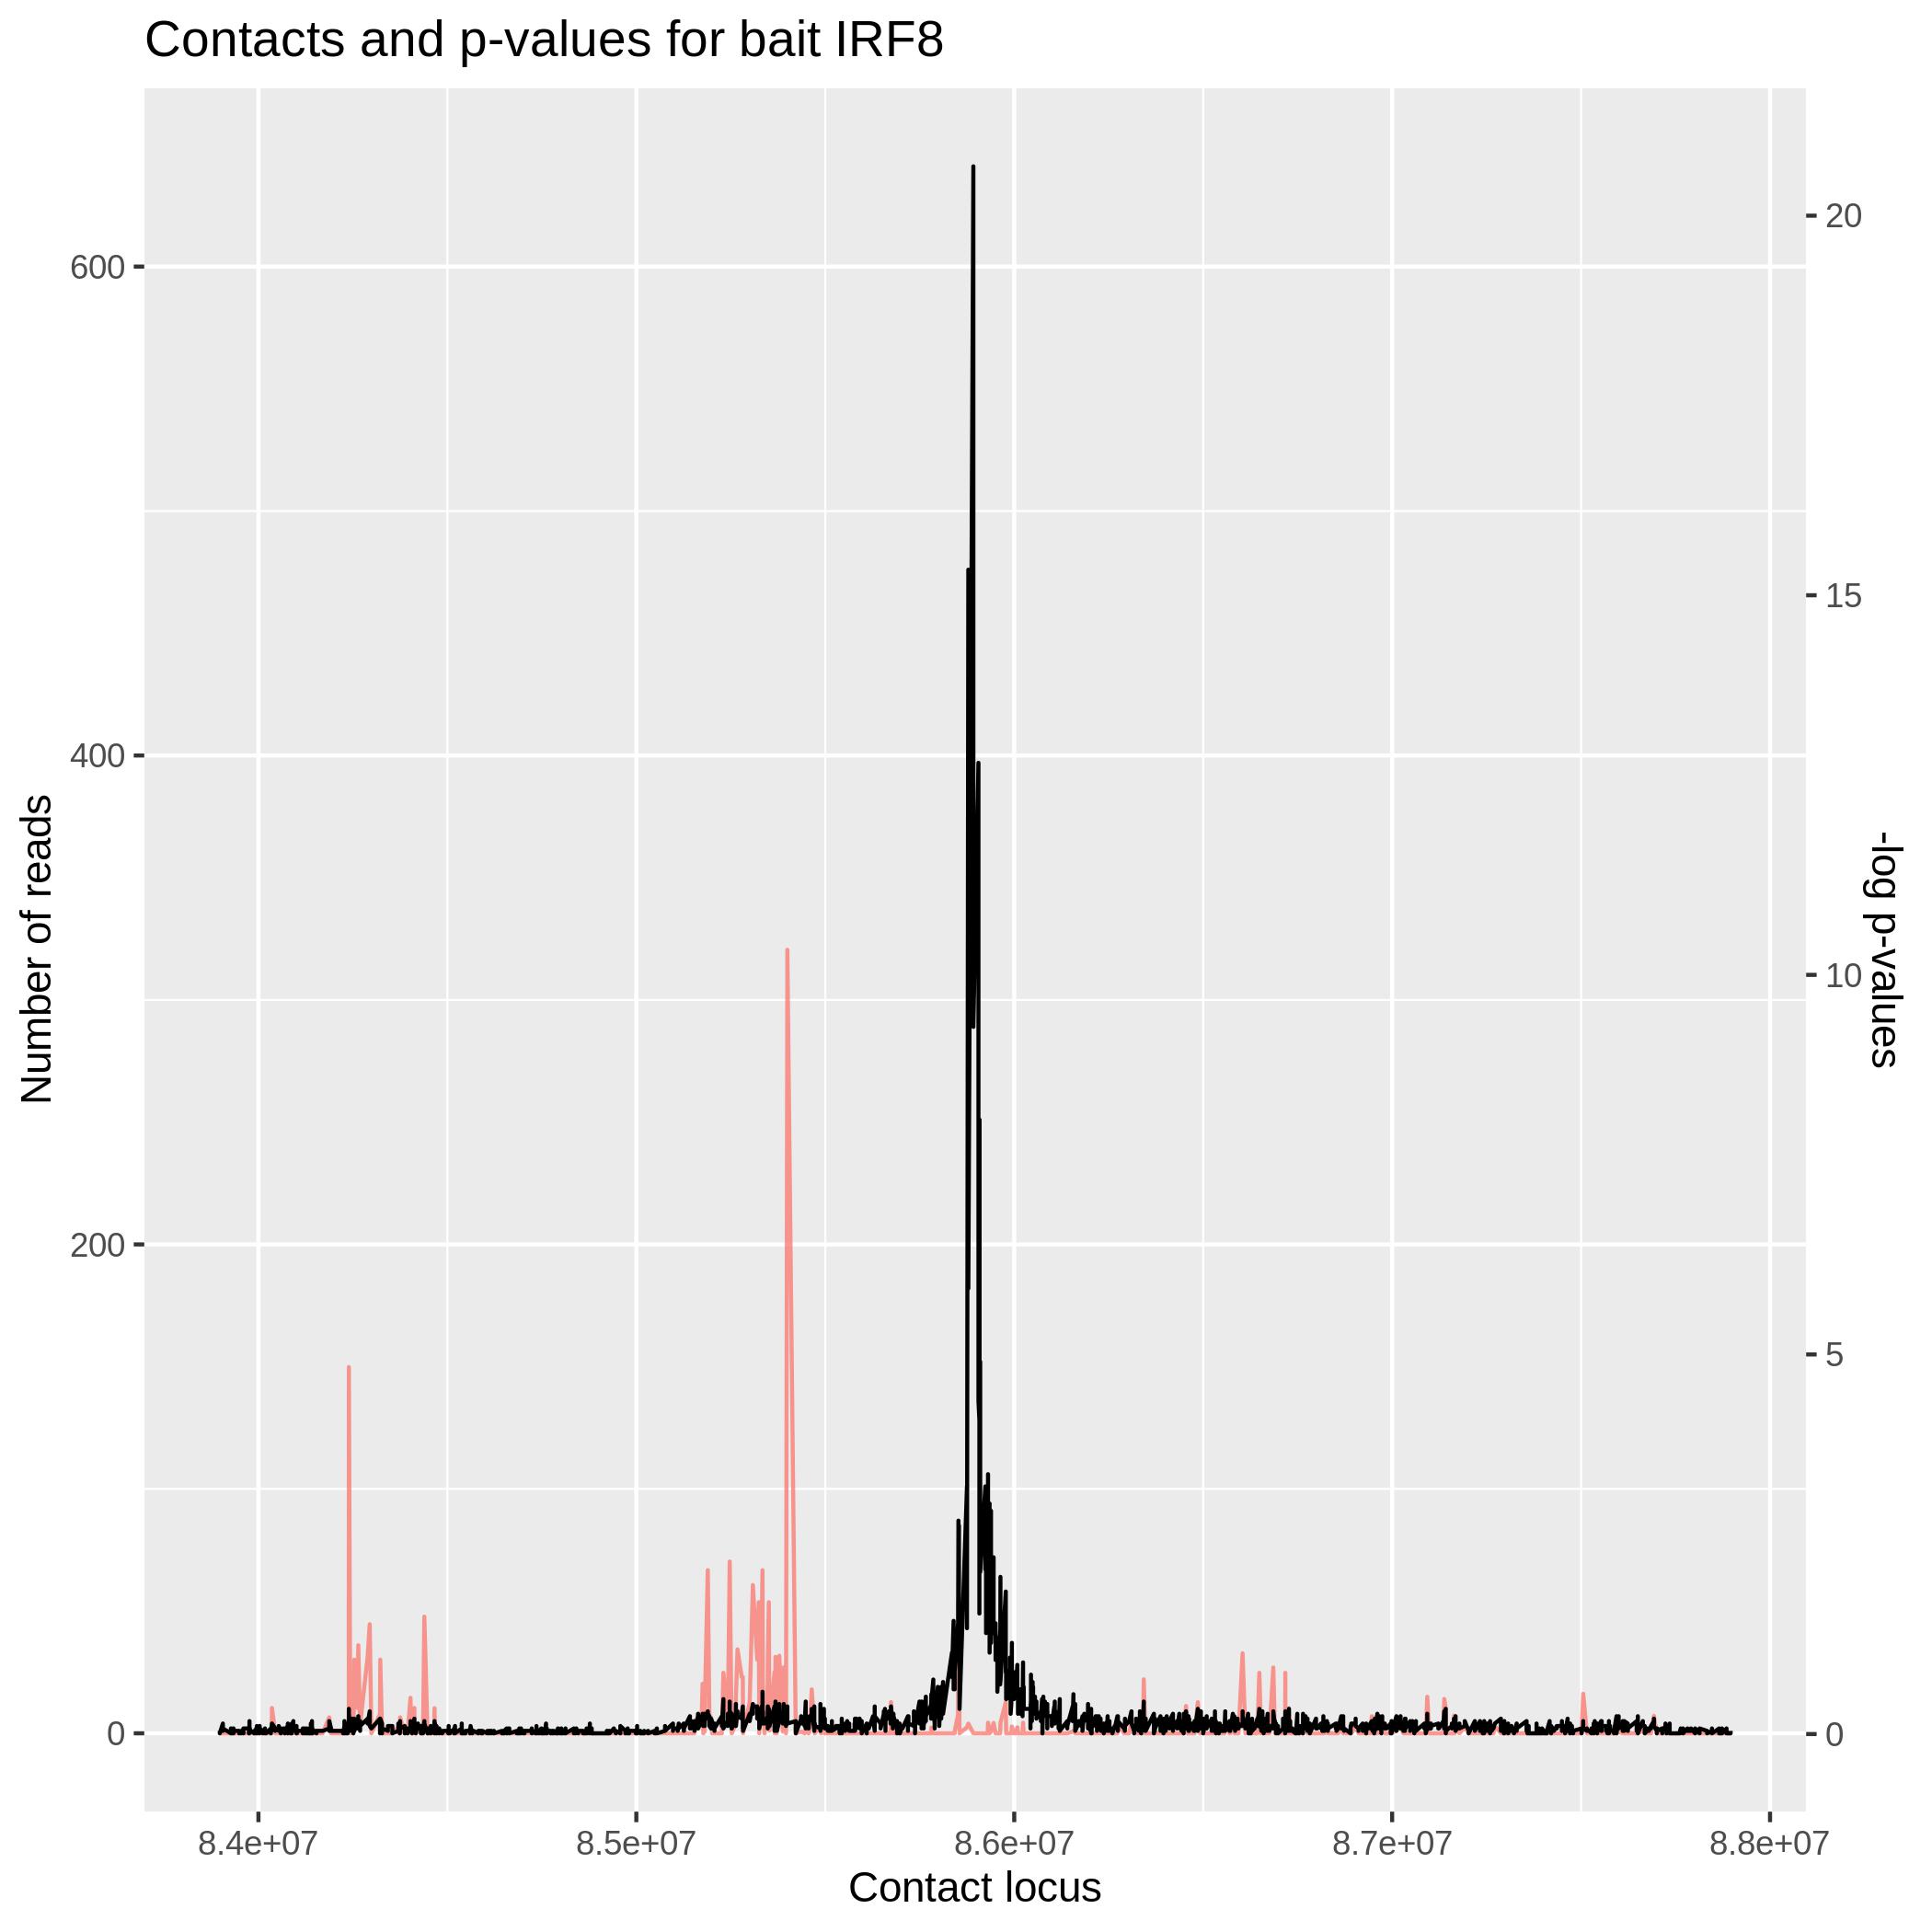 Contacts and p-values for bait IRF8
600
400
200
0
Number of reads
20
15
10
5
0
-log p-values
8.4e+07
8.5e+07
8.6e+07
8.7e+07
8.8e+07
Contact locus